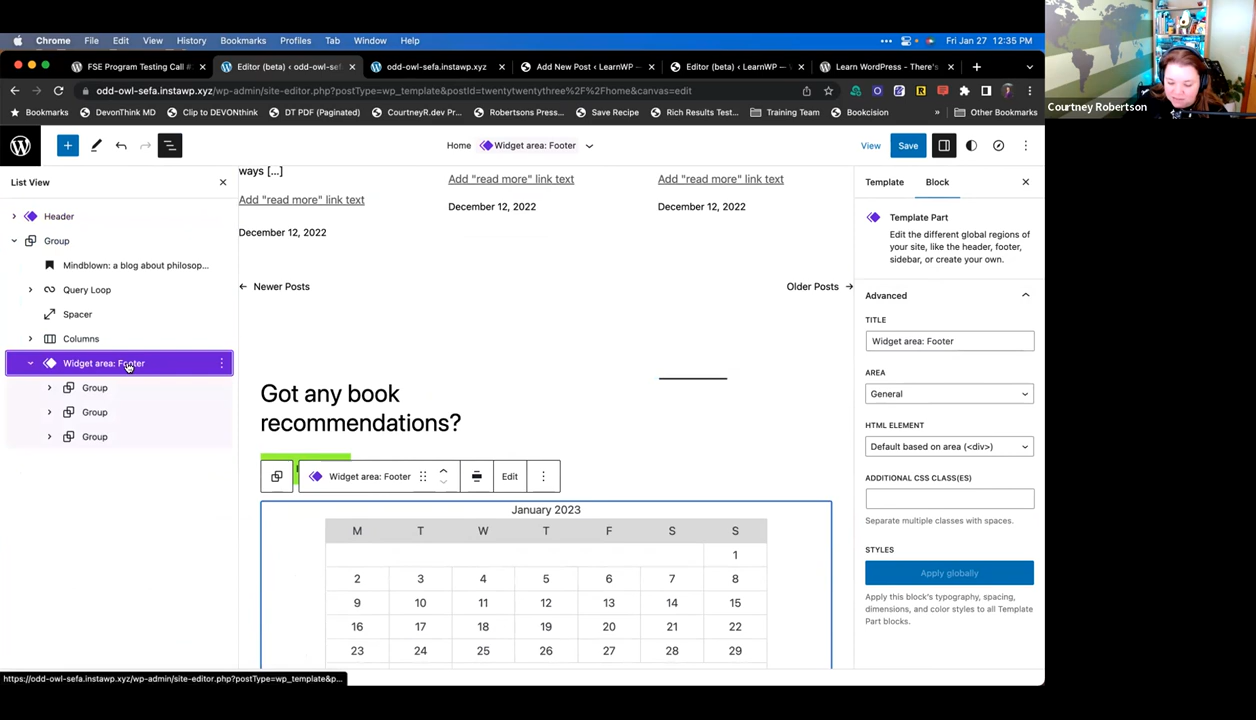 Chrome File Edit View History Bookmarks Profiles Tab Window Help
••• Fri Jan 27 12:35 PM
FSE Program Testing Call #
Editor (beta) ‹ odd-owl-sef
odd-owl-sefa.instawp.xyz
Add New Post ‹ LearnWP —
Editor (beta) ‹ LearnWP —
Learn WordPress - There's
odd-owl-sefa.instawp.xyz/wp-admin/site-editor.php?postType=wp_template&postId=twentytwentythree%2F%2Fhome&canvas=edit
Bookmarks DevonThink MD Clip to DEVONthink DT PDF (Paginated) CourtneyR.dev Pre... Robertsons Press... Save Recipe Rich Results Test... Training Team Bookcision » Other Bookmarks
Courtney Robertson
Home Widget area: Footer
View Save
List View
Header
Group
Mindblown: a blog about philosop...
Query Loop
Spacer
Columns
Widget area: Footer
Group
Group
Group
ways [...]
Add "read more" link text
Add "read more" link text
Add "read more" link text
December 12, 2022
December 12, 2022
December 12, 2022
← Newer Posts
Older Posts →
Got any book
recommendations?
Widget area: Footer Edit
January 2023
M T W T F S S
1
2 3 4 5 6 7 8
9 10 11 12 13 14 15
16 17 18 19 20 21 22
23 24 25 26 27 28 29
Template Block
Template Part
Edit the different global regions of
your site, like the header, footer,
sidebar, or create your own.
Advanced
TITLE
Widget area: Footer
AREA
General
HTML ELEMENT
Default based on area (<div>)
ADDITIONAL CSS CLASS(ES)
Separate multiple classes with spaces.
STYLES
Apply globally
Apply this block's typography, spacing,
dimensions, and color styles to all Template
Part blocks.
https://odd-owl-sefa.instawp.xyz/wp-admin/site-editor.php?postType=wp_template&p...